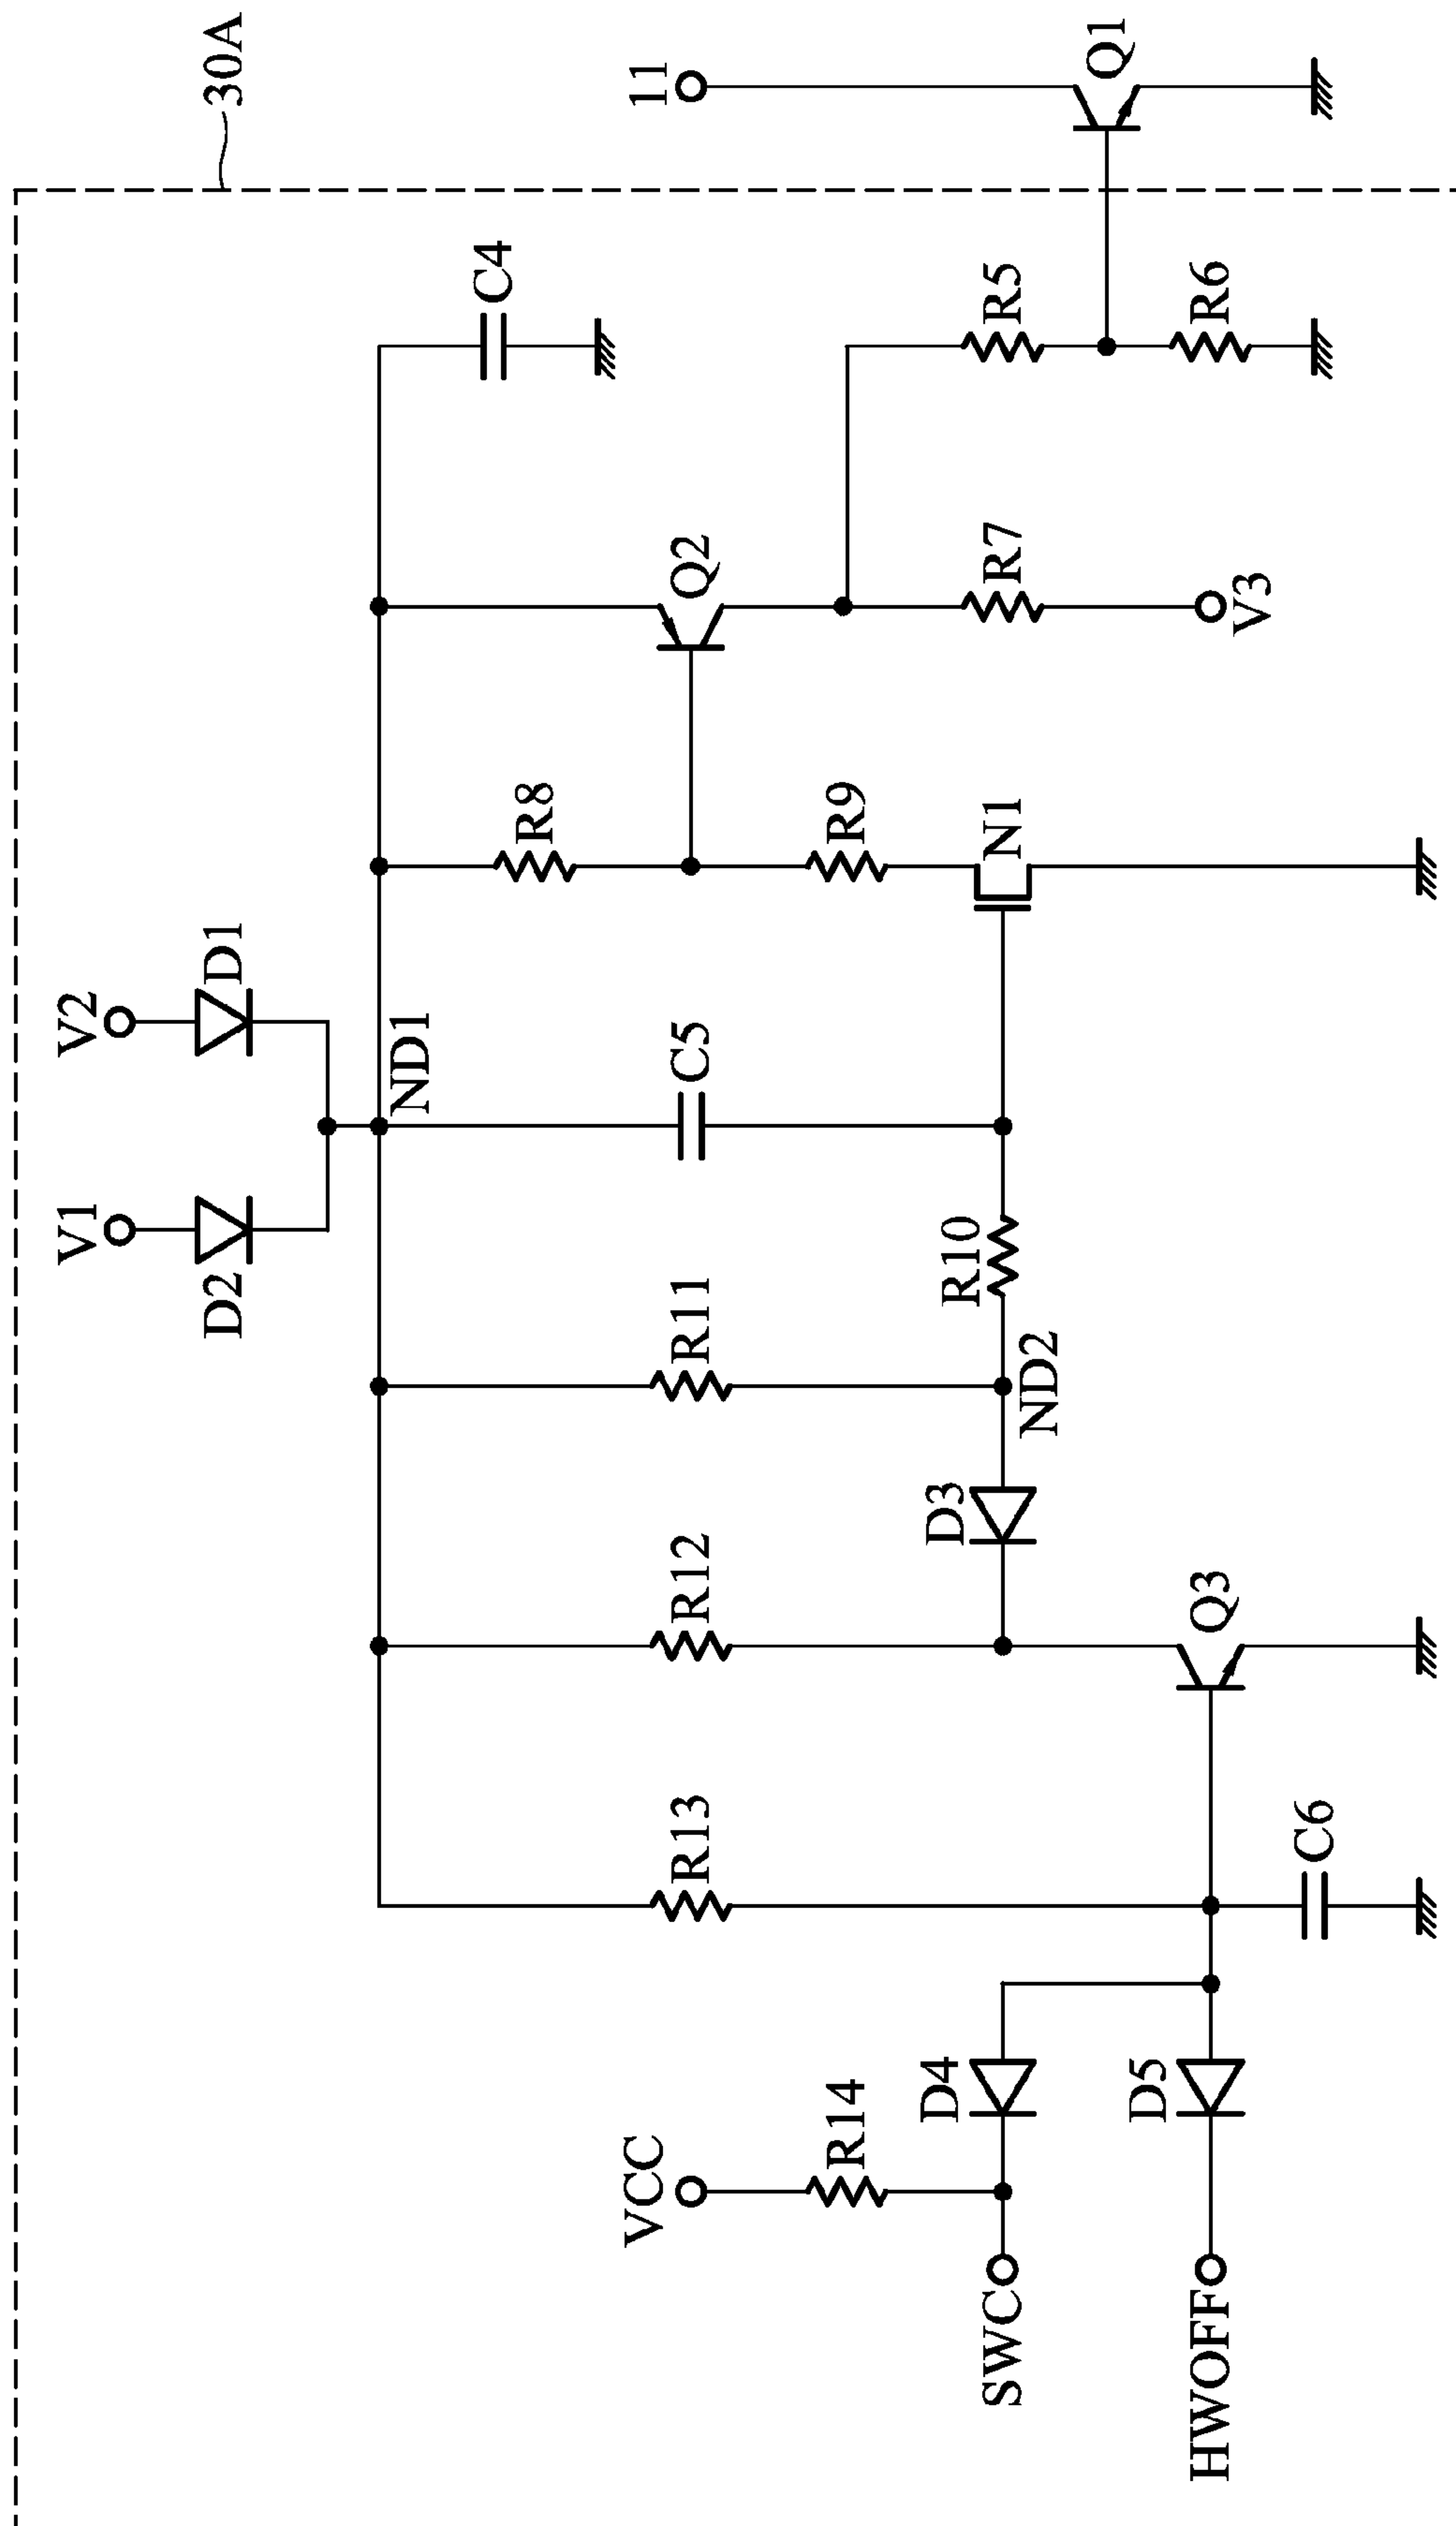 30A
V1
V2
D2
D1
ND1
11
Q1
C4
R5
R6
Q2
R7
V3
R8
R9
N1
C5
R10
R11
ND2
D3
R12
Q3
R13
C6
D4
D5
R14
VCC
SWC
HWOFF